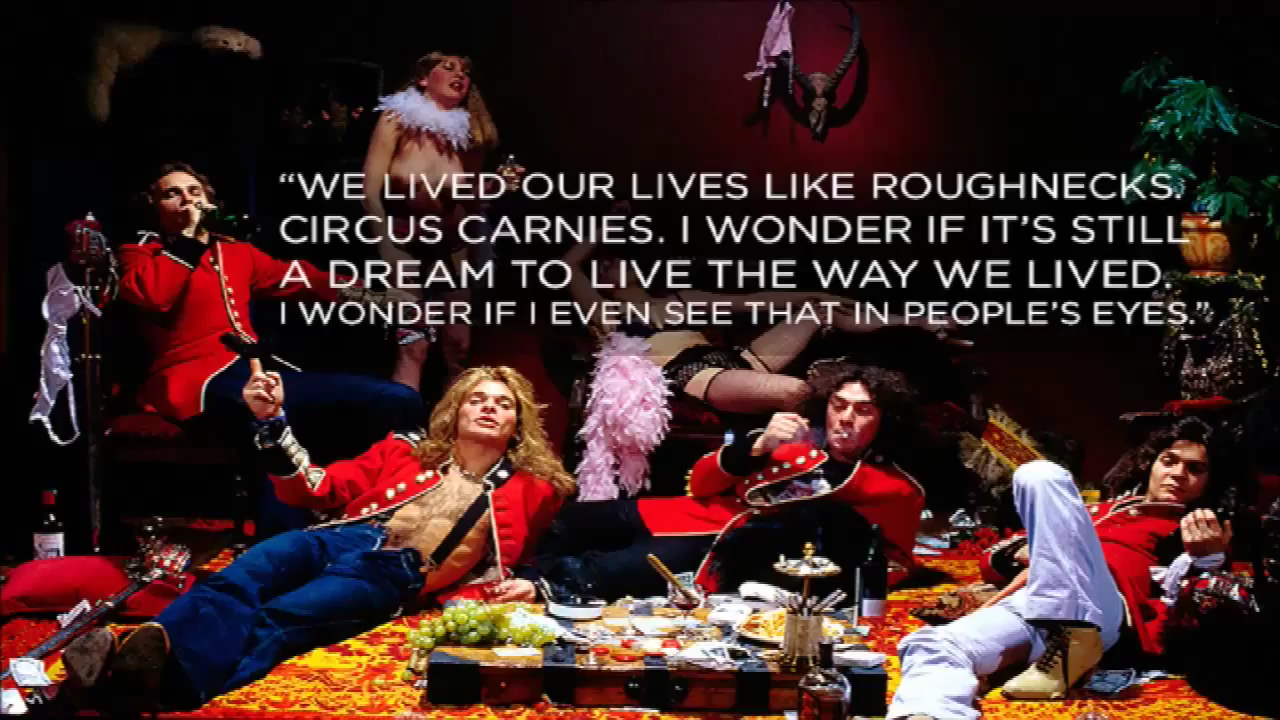 “WE LIVED OUR LIVES LIKE ROUGHNECKS.
CIRCUS CARNIES. I WONDER IF IT’S STILL
A DREAM TO LIVE THE WAY WE LIVED.
I WONDER IF I EVEN SEE THAT IN PEOPLE’S EYES.”